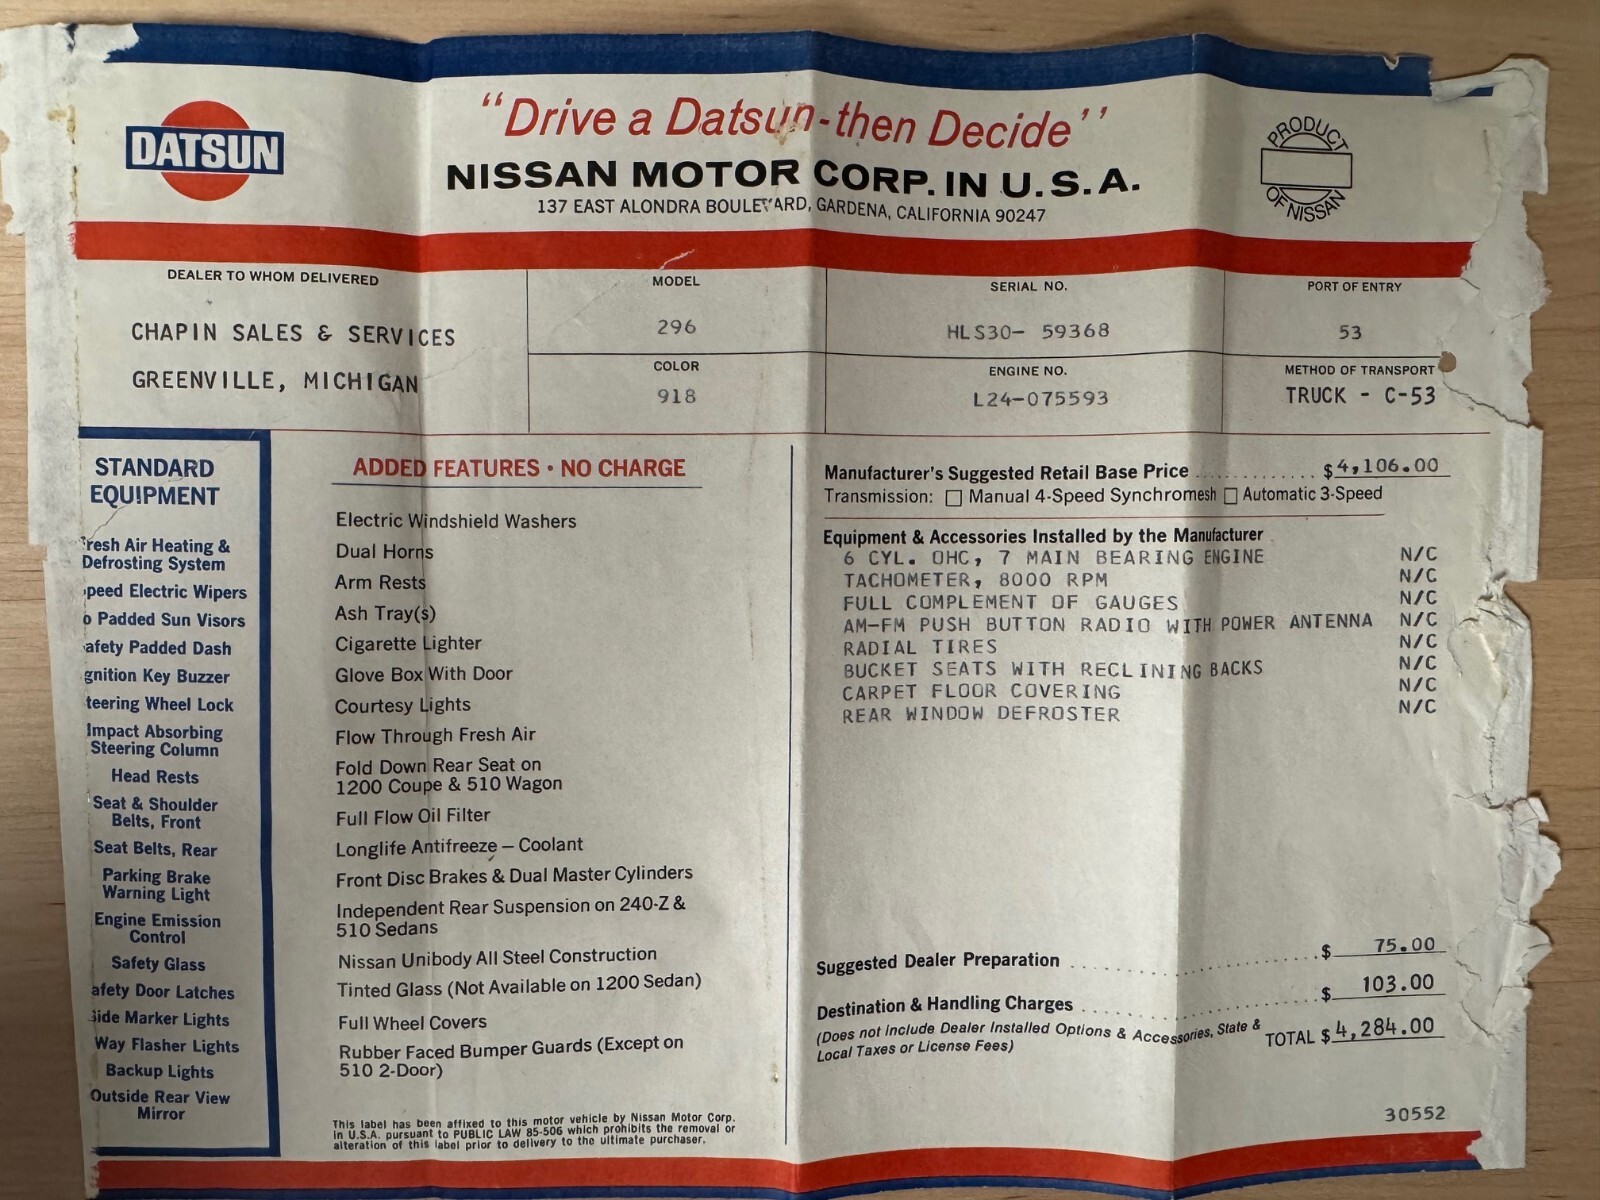 DATSUN
"Drive a Datsun-then Decide"
NISSAN MOTOR CORP. IN U.S.A.
137 EAST ALONDRA BOULEVARD, GARDENA, CALIFORNIA 90247
PRODUCT
OF NISSAN
DEALER TO WHOM DELIVERED
CHAPIN SALES & SERVICES
GREENVILLE, MICHIGAN
MODEL
296
COLOR
918
SERIAL NO.
HLS30- 59368
ENGINE NO.
L24-075593
PORT OF ENTRY
53
METHOD OF TRANSPORT
TRUCK - C-53
STANDARD
EQUIPMENT
resh Air Heating &
Defrosting System
peed Electric Wipers
o Padded Sun Visors
afety Padded Dash
gnition Key Buzzer
teering Wheel Lock
Impact Absorbing
Steering Column
Head Rests
Seat & Shoulder
Belts, Front
Seat Belts, Rear
Parking Brake
Warning Light
Engine Emission
Control
Safety Glass
afety Door Latches
Side Marker Lights
Way Flasher Lights
Backup Lights
Outside Rear View
Mirror
ADDED FEATURES • NO CHARGE
Electric Windshield Washers
Dual Horns
Arm Rests
Ash Tray(s)
Cigarette Lighter
Glove Box With Door
Courtesy Lights
Flow Through Fresh Air
Fold Down Rear Seat on
1200 Coupe & 510 Wagon
Full Flow Oil Filter
Longlife Antifreeze – Coolant
Front Disc Brakes & Dual Master Cylinders
Independent Rear Suspension on 240-Z &
510 Sedans
Nissan Unibody All Steel Construction
Tinted Glass (Not Available on 1200 Sedan)
Full Wheel Covers
Rubber Faced Bumper Guards (Except on
510 2-Door)
This label has been affixed to this motor vehicle by Nissan Motor Corp.
in U.S.A. pursuant to PUBLIC LAW 85-506 which prohibits the removal or
alteration of this label prior to delivery to the ultimate purchaser.
Manufacturer's Suggested Retail Base Price ............. $4,106.00
Transmission: ☐ Manual 4-Speed Synchromesh ☐ Automatic 3-Speed
Equipment & Accessories Installed by the Manufacturer
6 CYL. OHC, 7 MAIN BEARING ENGINE N/C
TACHOMETER, 8000 RPM N/C
FULL COMPLEMENT OF GAUGES N/C
AM-FM PUSH BUTTON RADIO WITH POWER ANTENNA N/C
RADIAL TIRES N/C
BUCKET SEATS WITH RECLINING BACKS N/C
CARPET FLOOR COVERING N/C
REAR WINDOW DEFROSTER N/C
Suggested Dealer Preparation ............. $ 75.00
Destination & Handling Charges ............. $ 103.00
(Does not include Dealer Installed Options & Accessories, State &
Local Taxes or License Fees)
TOTAL $4,284.00
30552